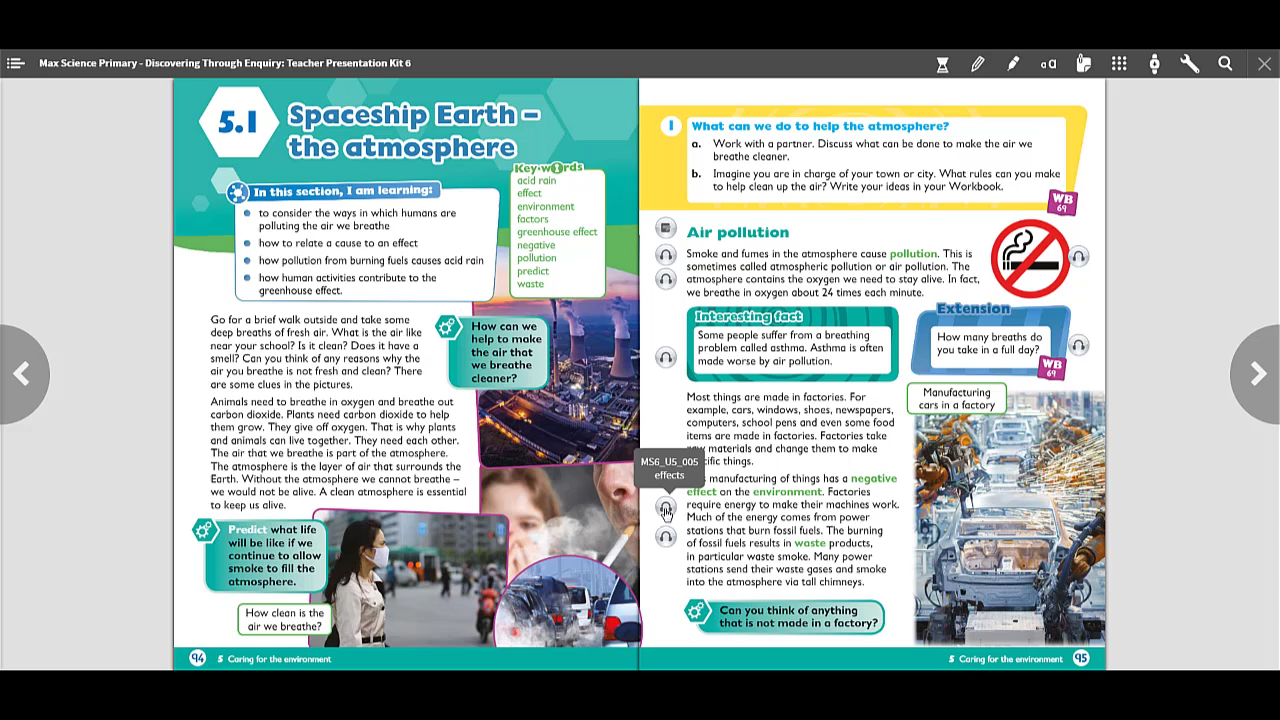 Max Science Primary - Discovering Through Enquiry: Teacher Presentation Kit 6
5.1
Spaceship Earth –
the atmosphere
In this section, I am learning:
to consider the ways in which humans are
polluting the air we breathe
how to relate a cause to an effect
how pollution from burning fuels causes acid rain
how human activities contribute to the
greenhouse effect.
Key words
acid rain
effect
environment
factors
greenhouse effect
negative
pollution
predict
waste
Go for a brief walk outside and take some
deep breaths of fresh air. What is the air like
near your school? Is it clean? Does it have a
smell? Can you think of any reasons why the
air you breathe is not fresh and clean? There
are some clues in the pictures.
How can we
help to make
the air that
we breathe
cleaner?
Animals need to breathe in oxygen and breathe out
carbon dioxide. Plants need carbon dioxide to help
them grow. They give off oxygen. That is why plants
and animals can live together. They need each other.
The air that we breathe is part of the atmosphere.
The atmosphere is the layer of air that surrounds the
Earth. Without the atmosphere we cannot breathe –
we would not be alive. A clean atmosphere is essential
to keep us alive.
Predict what life
will be like if we
continue to allow
smoke to fill the
atmosphere.
How clean is the
air we breathe?
94
5 Caring for the environment
1
What can we do to help the atmosphere?
a. Work with a partner. Discuss what can be done to make the air we
breathe cleaner.
b. Imagine you are in charge of your town or city. What rules can you make
to help clean up the air? Write your ideas in your Workbook.
WB
69
Air pollution
Smoke and fumes in the atmosphere cause pollution. This is
sometimes called atmospheric pollution or air pollution. The
atmosphere contains the oxygen we need to stay alive. In fact,
we breathe in oxygen about 24 times each minute.
Interesting fact
Some people suffer from a breathing
problem called asthma. Asthma is often
made worse by air pollution.
Extension
How many breaths do
you take in a full day?
WB
69
Most things are made in factories. For
example, cars, windows, shoes, newspapers,
computers, school pens and even some food
items are made in factories. Factories take
materials and change them to make
things.
MS6_U5_005
effects
manufacturing of things has a negative
effect on the environment. Factories
require energy to make their machines work.
Much of the energy comes from power
stations that burn fossil fuels. The burning
of fossil fuels results in waste products,
in particular waste smoke. Many power
stations send their waste gases and smoke
into the atmosphere via tall chimneys.
Manufacturing
cars in a factory
Can you think of anything
that is not made in a factory?
5 Caring for the environment
95